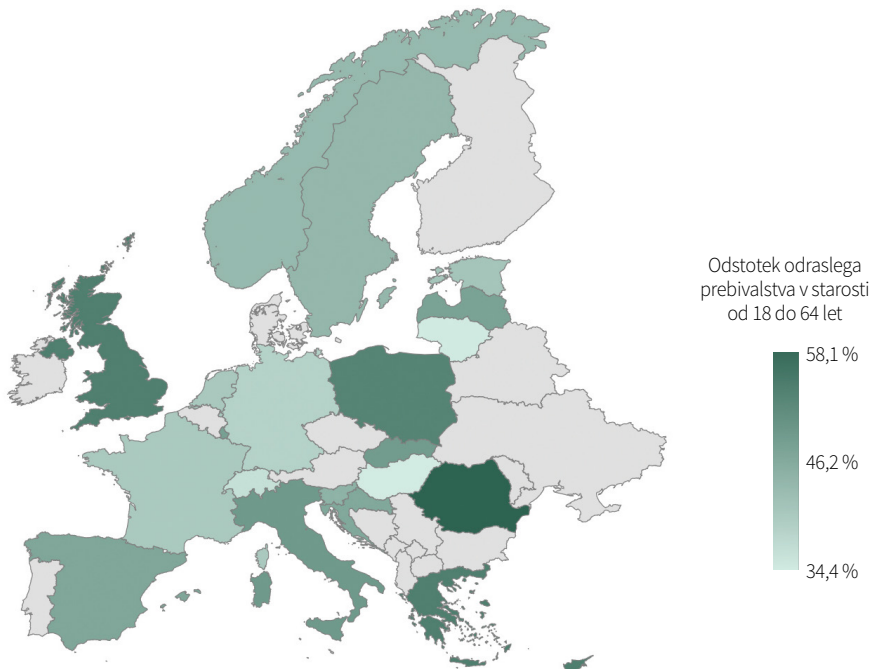 Odstotek odraslega
prebivalstva v starosti
od 18 do 64 let
58,1 %
46,2 %
34,4 %